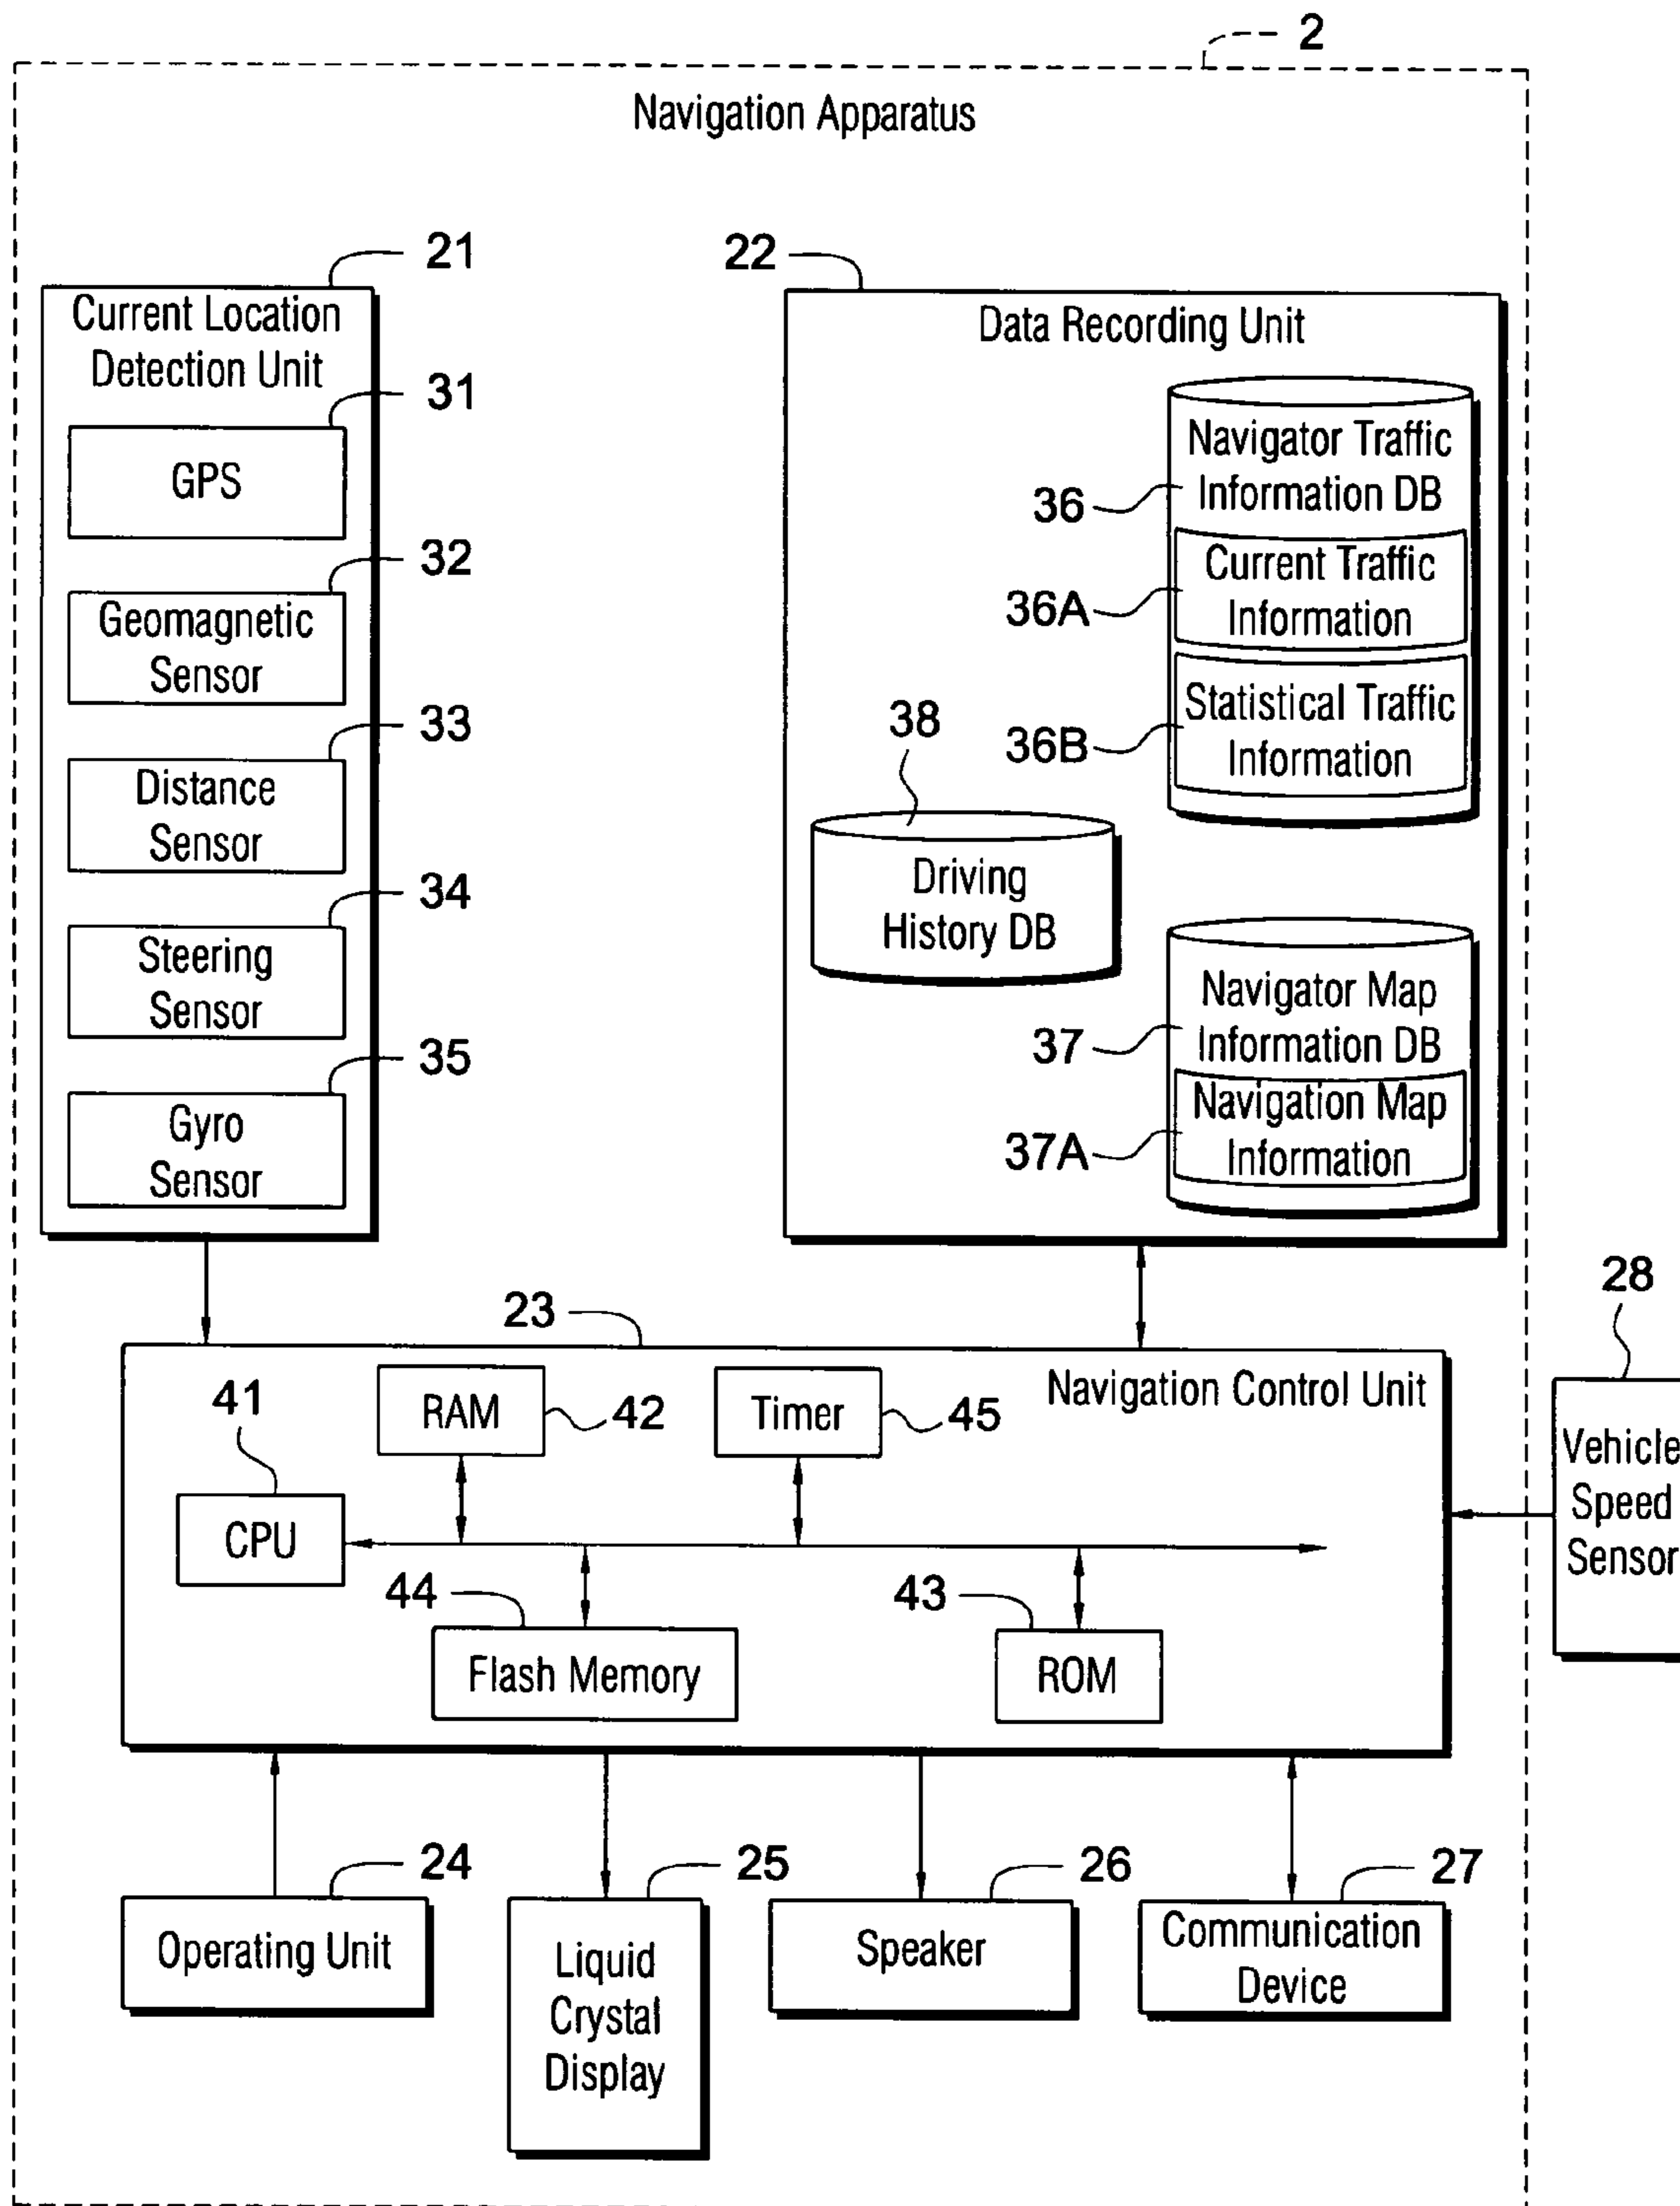 2
Navigation Apparatus
21
Current Location
Detection Unit
31
GPS
32
Geomagnetic
Sensor
33
Distance
Sensor
34
Steering
Sensor
35
Gyro
Sensor
22
Data Recording Unit
Navigator Traffic
Information DB
36
Current Traffic
Information
36A
Statistical Traffic
Information
36B
38
Driving
History DB
Navigator Map
Information DB
37
Navigation Map
Information
37A
23
Navigation Control Unit
41
CPU
RAM
42
Timer
45
44
Flash Memory
43
ROM
28
Vehicle
Speed
Sensor
24
Operating Unit
25
Liquid
Crystal
Display
26
Speaker
27
Communication
Device